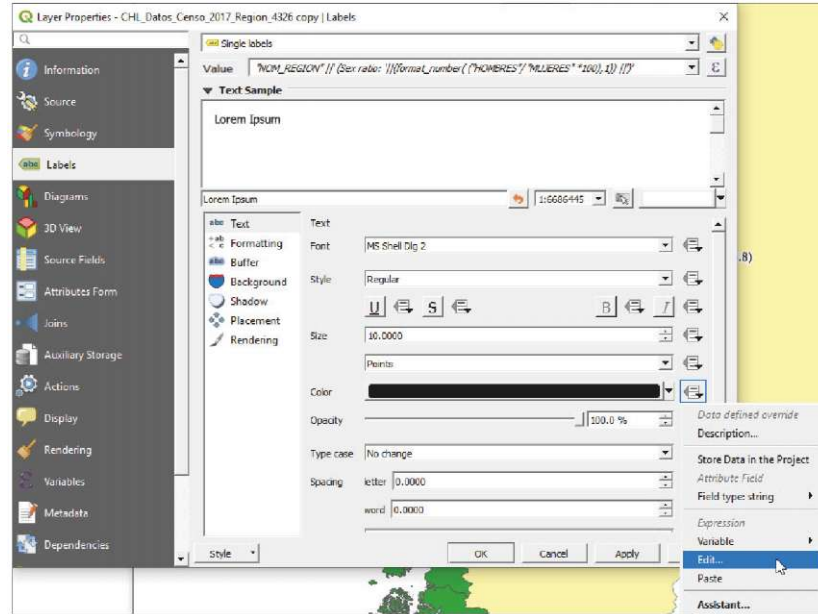 Layer Properties - CHL_Datos_Censo_2017_Region_4326 copy | Labels
Information
Source
Symbology
abc Labels
Diagrams
3D View
Source Fields
Attributes Form
Joins
Auxiliary Storage
Actions
Display
Rendering
Variables
Metadata
Dependencies
Style
abc Single labels
Value "NOM_REGION" || ' (Sex ratio: '||(format_number( ("HOMBRES"/ "MUJERES" *100), 1)) ||')'
ε
Text Sample
Lorem Ipsum
Lorem Ipsum 1:6686445
abc Text
Formatting
abc Buffer
Background
Shadow
Placement
Rendering
Text
Font MS Shell Dlg 2
Style Regular
U S B I
Size 10.0000
Points
Color
Opacity 100.0 %
Type case No change
Spacing letter 0.0000
word 0.0000
OK Cancel Apply
.8)
Data defined override
Description...
Store Data in the Project
Attribute Field
Field type: string
Expression
Variable
Edit...
Paste
Assistant...